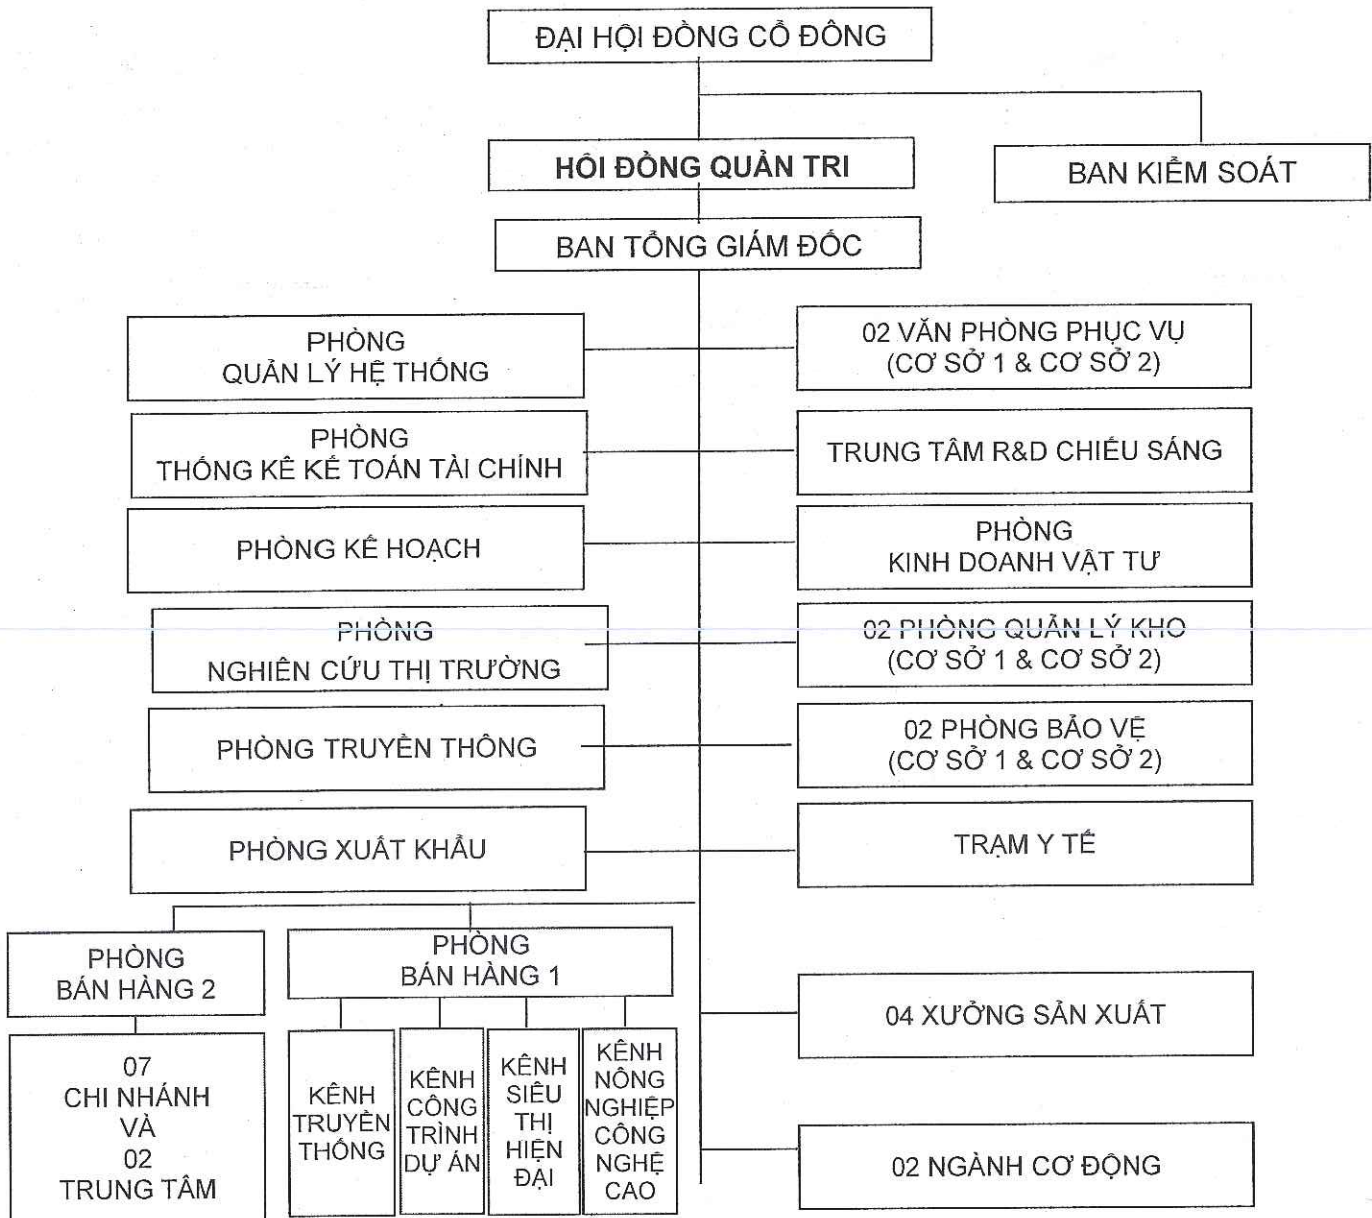 ĐẠI HỘI ĐỒNG CỔ ĐÔNG
HỘI ĐỒNG QUẢN TRỊ
BAN KIỂM SOÁT
BAN TỔNG GIÁM ĐỐC
PHÒNG
QUẢN LÝ HỆ THỐNG
02 VĂN PHÒNG PHỤC VỤ
(CƠ SỞ 1 & CƠ SỞ 2)
PHÒNG
THỐNG KÊ KẾ TOÁN TÀI CHÍNH
TRUNG TÂM R&D CHIẾU SÁNG
PHÒNG KẾ HOẠCH
PHÒNG
KINH DOANH VẬT TƯ
PHÒNG
NGHIÊN CỨU THỊ TRƯỜNG
02 PHÒNG QUẢN LÝ KHO
(CƠ SỞ 1 & CƠ SỞ 2)
PHÒNG TRUYỀN THÔNG
02 PHÒNG BẢO VỆ
(CƠ SỞ 1 & CƠ SỞ 2)
PHÒNG XUẤT KHẨU
TRẠM Y TẾ
PHÒNG
BÁN HÀNG 2
PHÒNG
BÁN HÀNG 1
04 XƯỞNG SẢN XUẤT
07
CHI NHÁNH
VÀ
02
TRUNG TÂM
KÊNH
TRUYỀN
THỐNG
KÊNH
CÔNG
TRÌNH
DỰ ÁN
KÊNH
SIÊU
THỊ
HIỆN
ĐẠI
KÊNH
NÔNG
NGHIỆP
CÔNG
NGHỆ
CAO
02 NGÀNH CƠ ĐỘNG